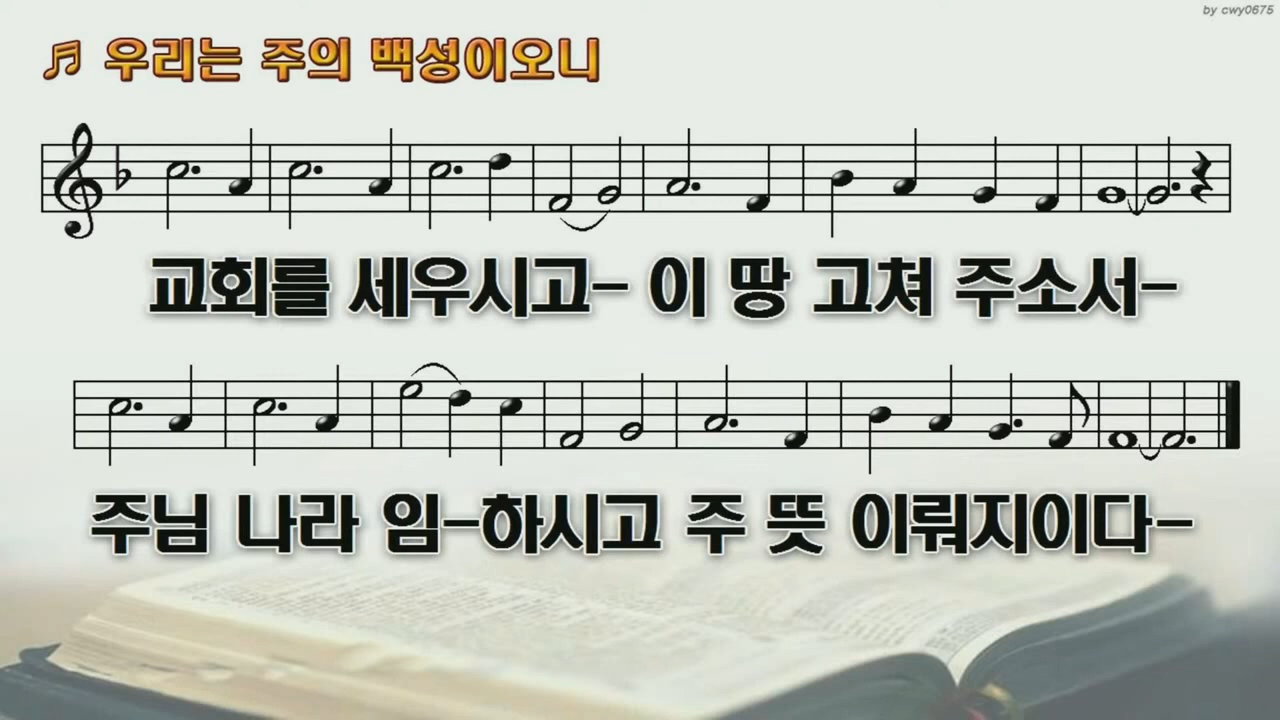 by cwy0675
♬ 우리는 주의 백성이오니
교회를 세우시고- 이 땅 고쳐 주소서-
주님 나라 임-하시고 주 뜻 이뤄지이다-